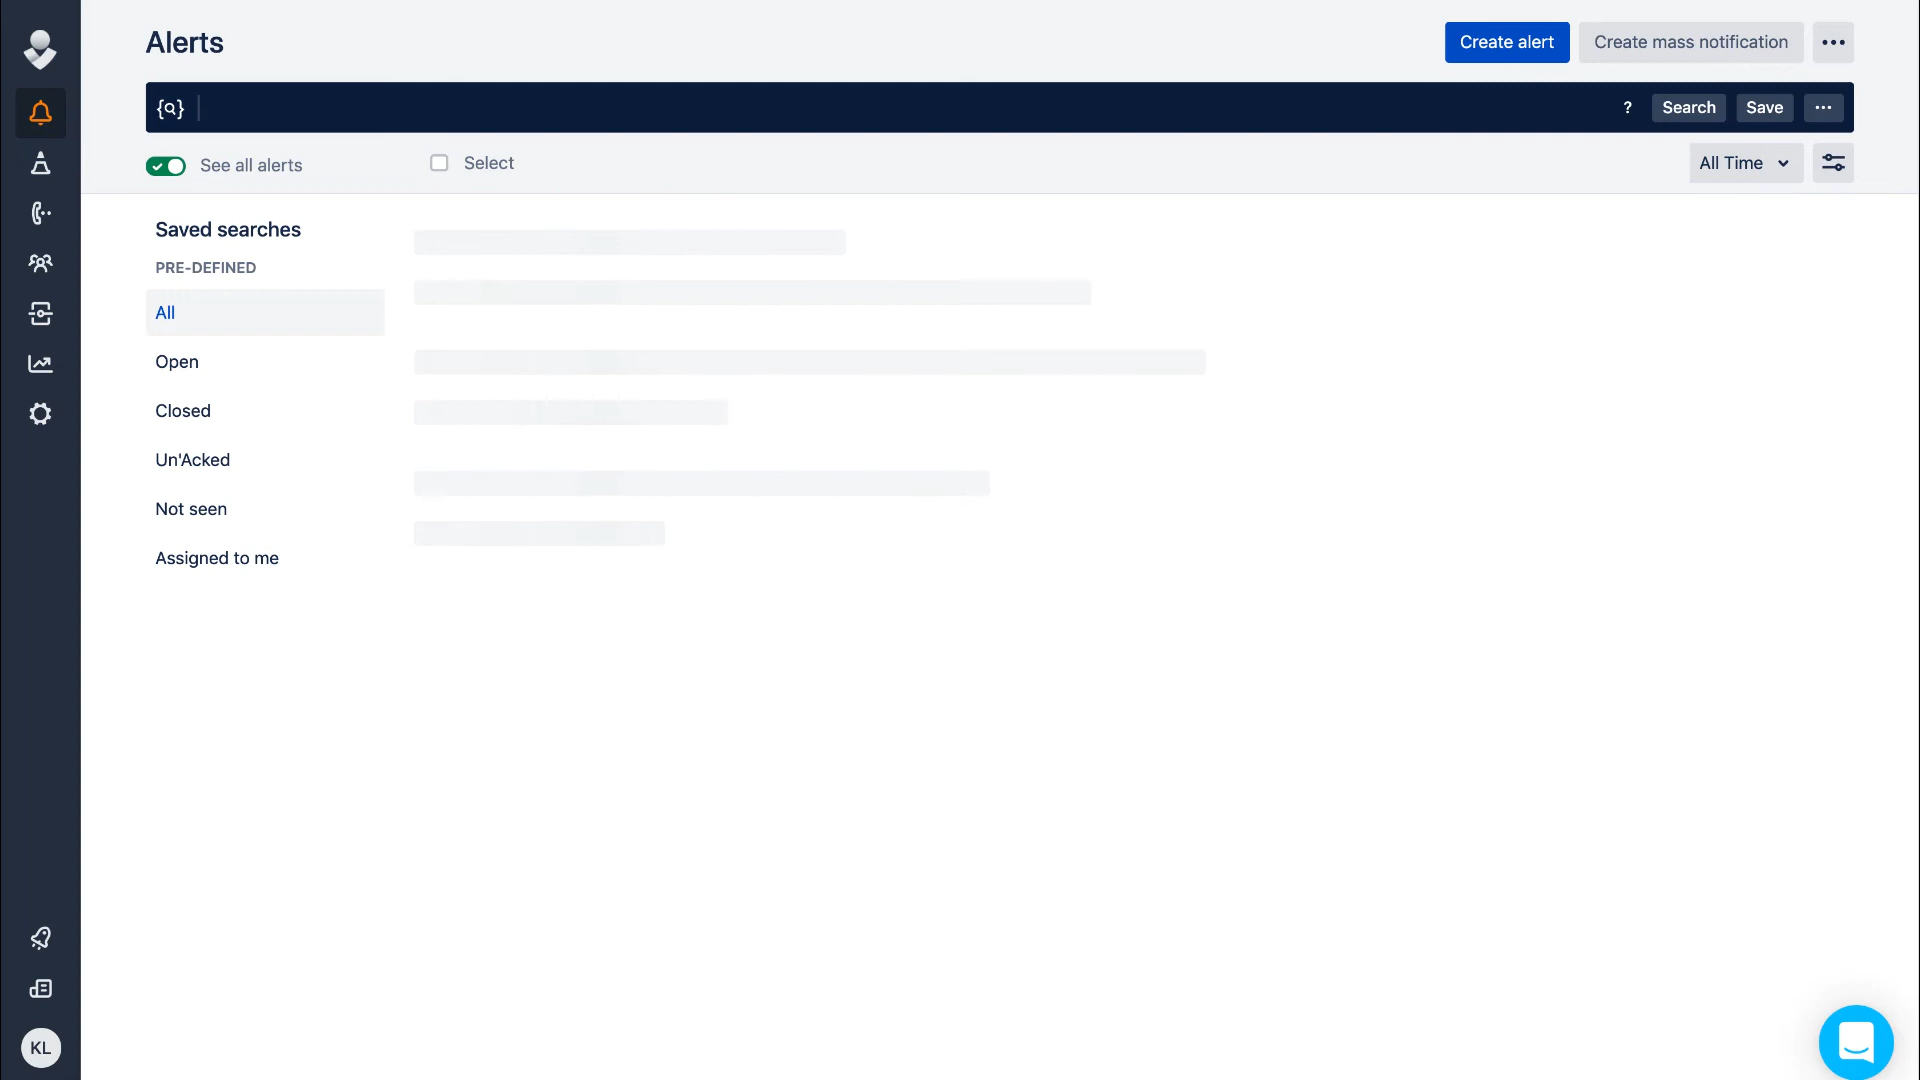 Alerts
Create alert
Create mass notification
?
Search
Save
See all alerts
Select
All Time
Saved searches
PRE-DEFINED
All
Open
Closed
Un'Acked
Not seen
Assigned to me
KL